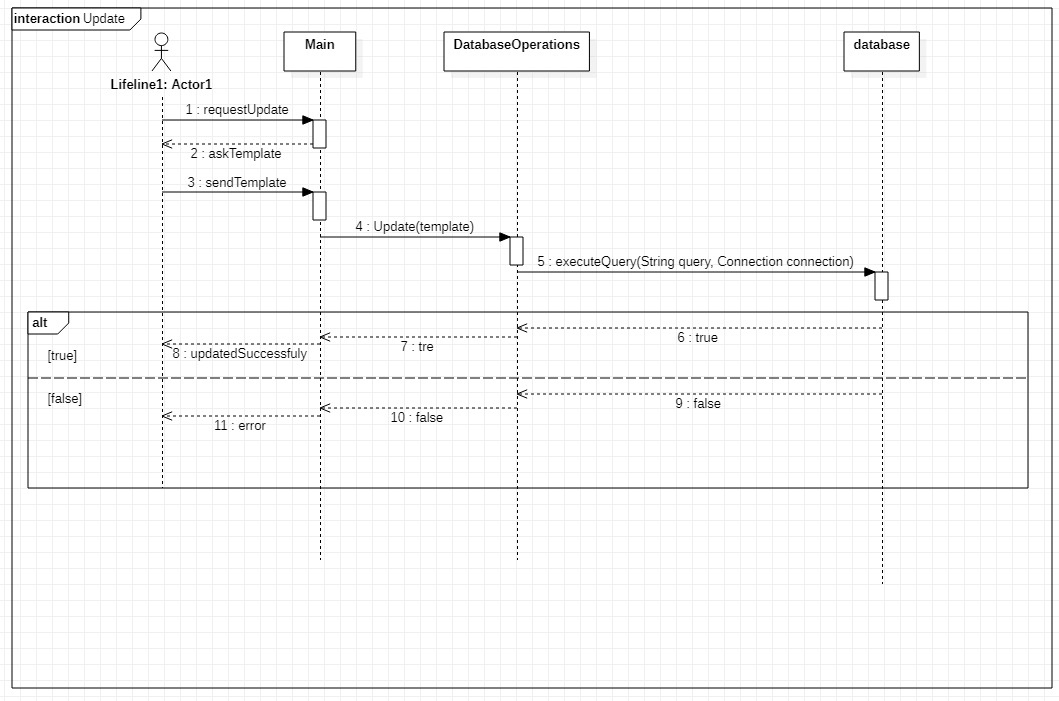 interaction Update
Main
DatabaseOperations
database
Lifeline1: Actor1
1 : requestUpdate
2 : askTemplate
3 : sendTemplate
4 : Update(template)
5 : executeQuery(String query, Connection connection)
alt
6 : true
7 : tre
8 : updatedSuccessfuly
[true]
[false]
9 : false
10 : false
11 : error